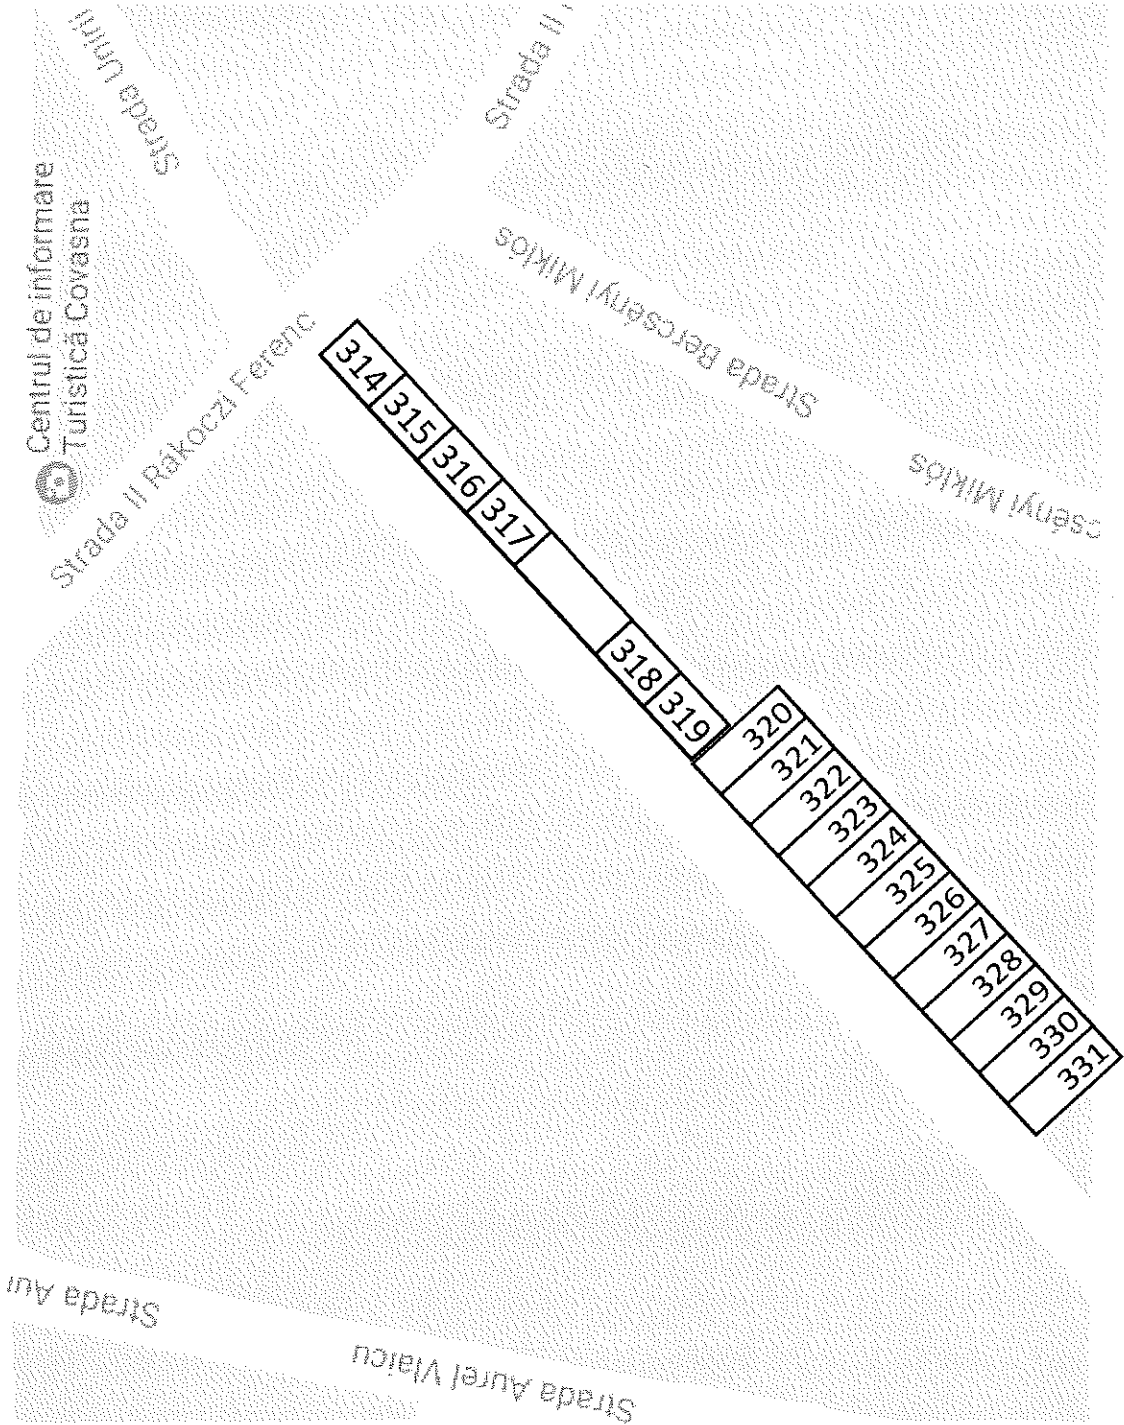 Strada Unirii
Strada II
Centrul de informare
Turistică Covasna
Strada II Rákóczi Ferenc
Strada Bercsényi Miklós
Miklós
314
315
316
317
318
319
320
321
322
323
324
325
326
327
328
329
330
331
Strada Aur
Strada Aurel Vlaicu